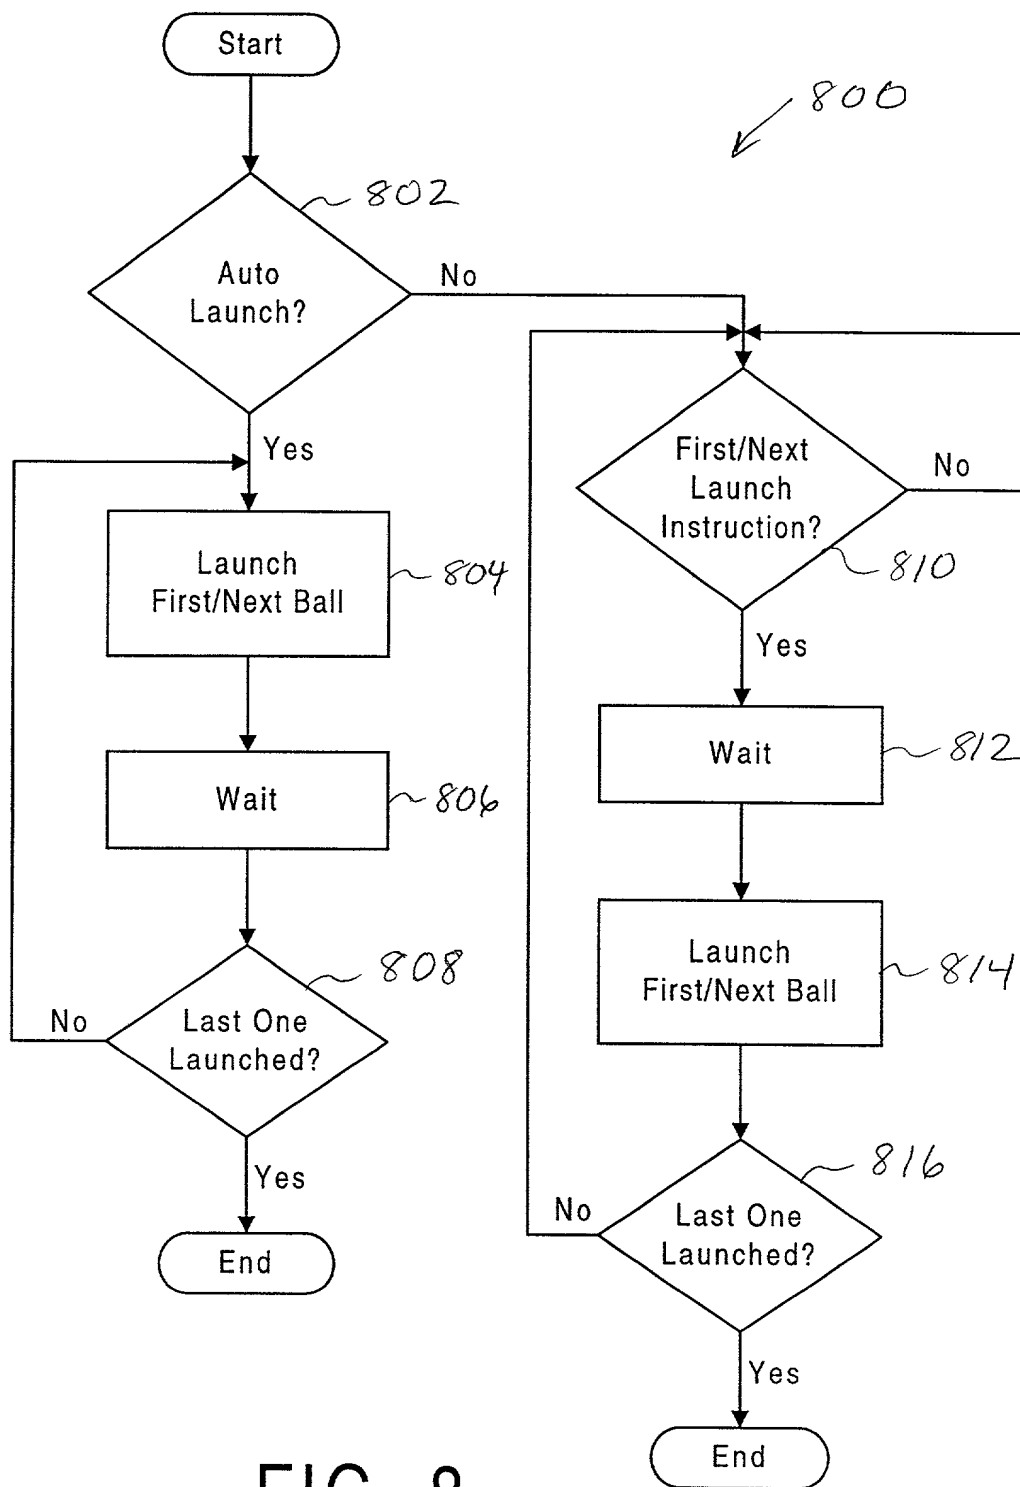 Start
800
802
Auto
Launch?
No
Yes
First/Next
Launch
Instruction?
No
810
Launch
First/Next Ball
804
Yes
Wait
812
Wait
806
Launch
First/Next Ball
814
808
Last One
Launched?
No
Yes
816
Last One
Launched?
No
End
Yes
End
FIG. 8